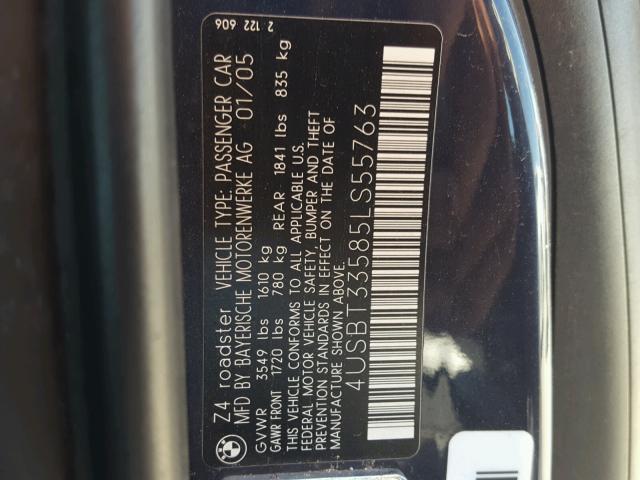 Z4 roadster VEHICLE TYPE: PASSENGER CAR
MFD BY BAYERISCHE MOTORENWERKE AG 01/05
GVWR 3549 lbs 1610 kg
GAWR FRONT 1720 lbs 780 kg REAR 1841 lbs 835 kg
THIS VEHICLE CONFORMS TO ALL APPLICABLE U.S.
FEDERAL MOTOR VEHICLE SAFETY, BUMPER AND THEFT
PREVENTION STANDARDS IN EFFECT ON THE DATE OF
MANUFACTURE SHOWN ABOVE
4USBT33585LS55763
2 122 606